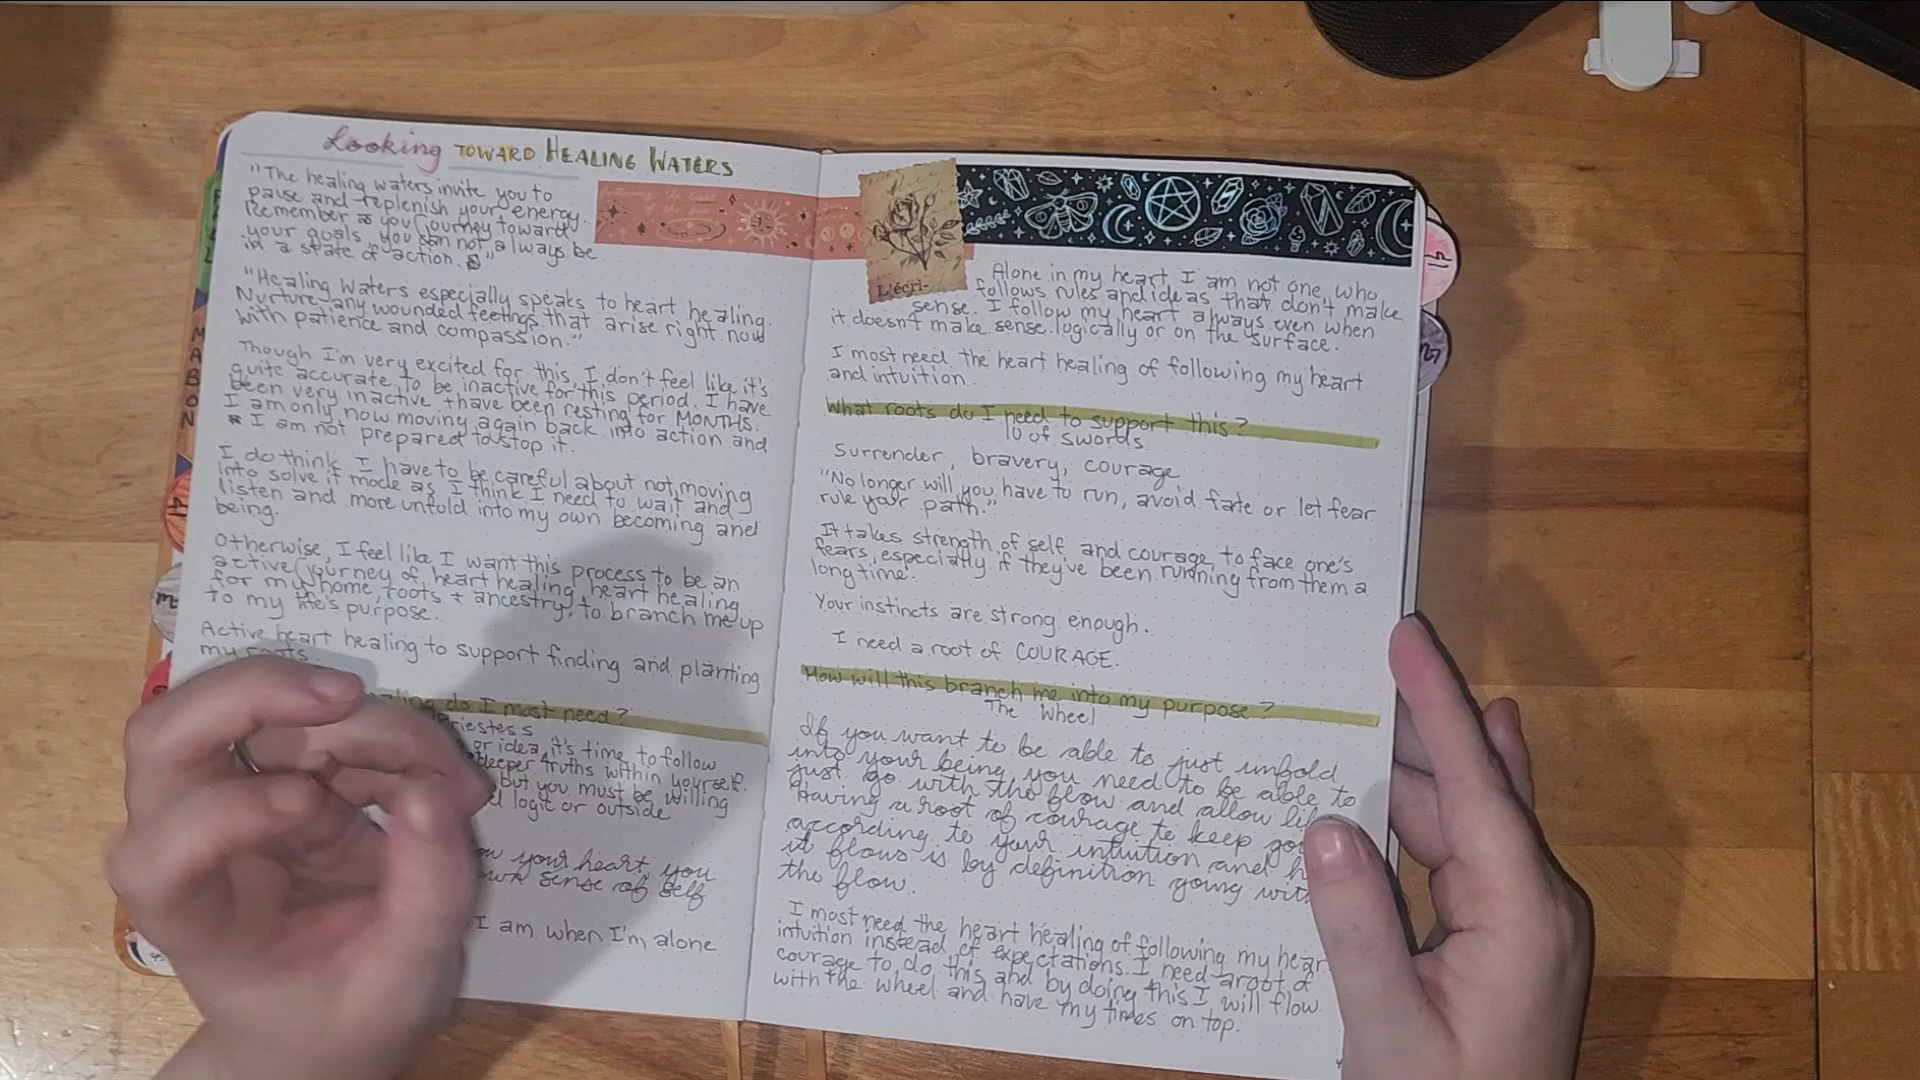 Looking TOWARD HEALING WATERS
"The healing waters invite you to
pause and replenish your energy.
Remember as you journey toward
your goals you can not always be
in a state of action."
"Healing Waters especially speaks to heart healing.
Nurture any wounded feelings that arise right now
with patience and compassion."
Though I'm very excited for this, I don't feel like it's
quite accurate to be inactive for this period. I have
been very inactive + have been resting for MONTHS.
I am only now moving again back into action and
I am not prepared to stop it.
I do think I have to be careful about not moving
into solve it mode as I think I need to wait and
listen and more unfold into my own becoming and
being.
Otherwise, I feel like I want this process to be an
active journey of heart healing, heart healing
for my home, roots + ancestry, to branch me up
to my life's purpose.
Active heart healing to support finding and planting
my roots.
healing do I most need?
or idea, it's time to follow
deeper truths within yourself.
but you must be willing
logic or outside
your heart, you
own sense of self
I am when I'm alone
MABON
L'écri-
Alone in my heart I am not one who
follows rules and ideas that don't make
sense. I follow my heart always even when
it doesn't make sense logically or on the surface.
I most need the heart healing of following my heart
and intuition.
What roots do I need to support this?
10 of swords
Surrender, bravery, courage
"No longer will you have to run, avoid fate or let fear
rule your path."
It takes strength of self and courage to face one's
fears, especially if they've been running from them a
long time.
Your instincts are strong enough.
I need a root of COURAGE.
How will this branch me into my purpose?
The Wheel
If you want to be able to just unfold
into your being you need to be able to
just go with the flow and allow
Having a root of courage to keep
according to your intuition and
it flows is by definition going
the flow.
I most need the heart healing of following my
intuition instead of expectations. I need a root of
courage to do this and by doing this I will flow
with the wheel and have my times on top.